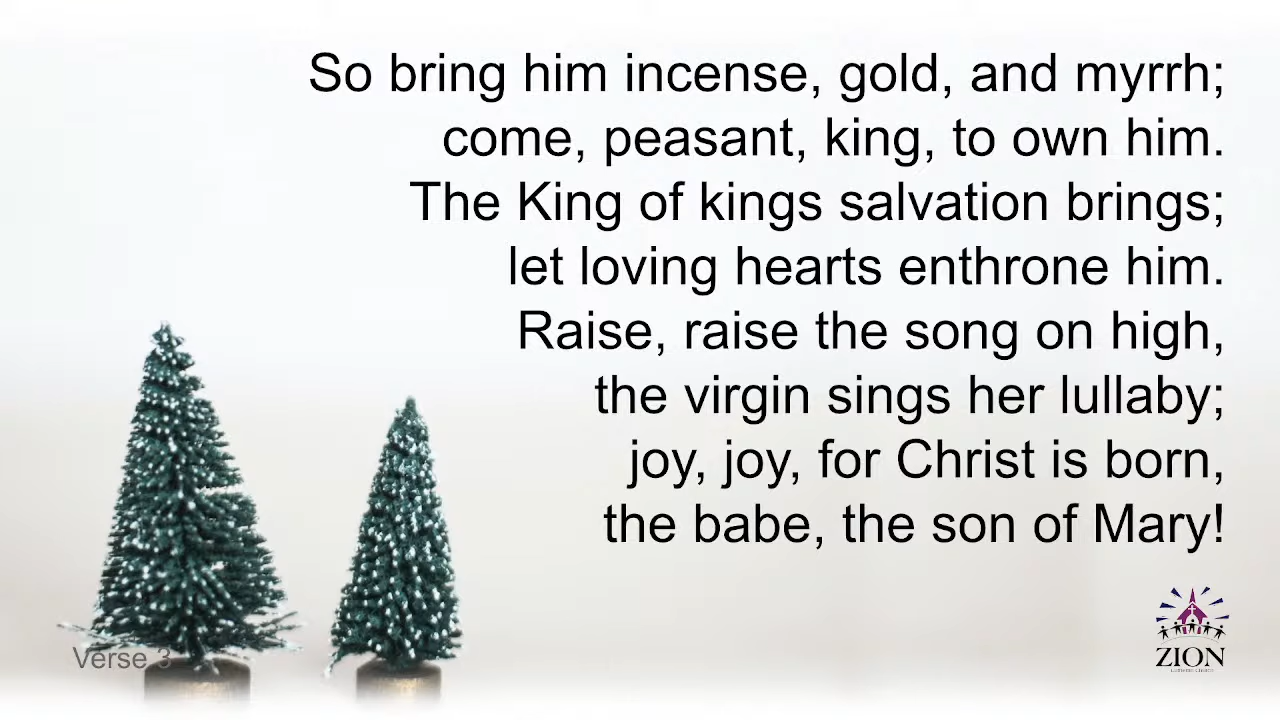 So bring him incense, gold, and myrrh;
come, peasant, king, to own him.
The King of kings salvation brings;
let loving hearts enthrone him.
Raise, raise the song on high,
the virgin sings her lullaby;
joy, joy, for Christ is born,
the babe, the son of Mary!
Verse 3
ZION